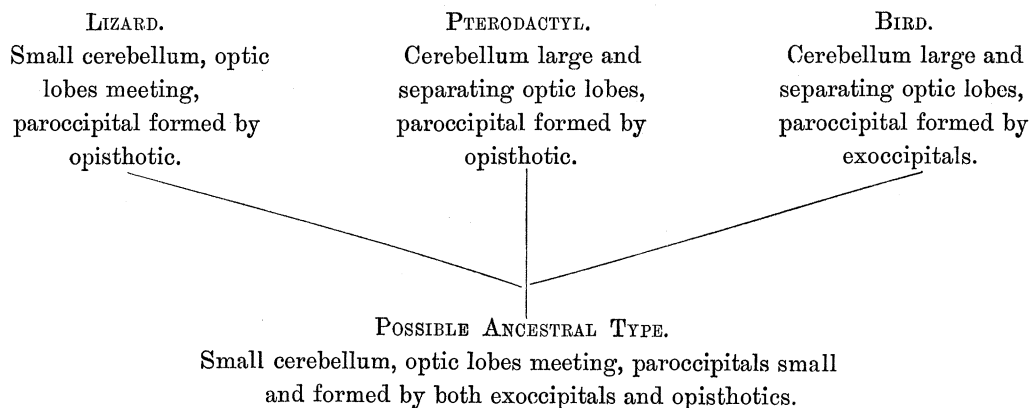 LIZARD.
Small cerebellum, optic
lobes meeting,
paroccipital formed by
opisthotic.
PTERODACTYL.
Cerebellum large and
separating optic lobes,
paroccipital formed by
opisthotic.
BIRD.
Cerebellum large and
separating optic lobes,
paroccipital formed by
exoccipitals.
POSSIBLE ANCESTRAL TYPE.
Small cerebellum, optic lobes meeting, paroccipitals small
and formed by both exoccipitals and opisthotics.